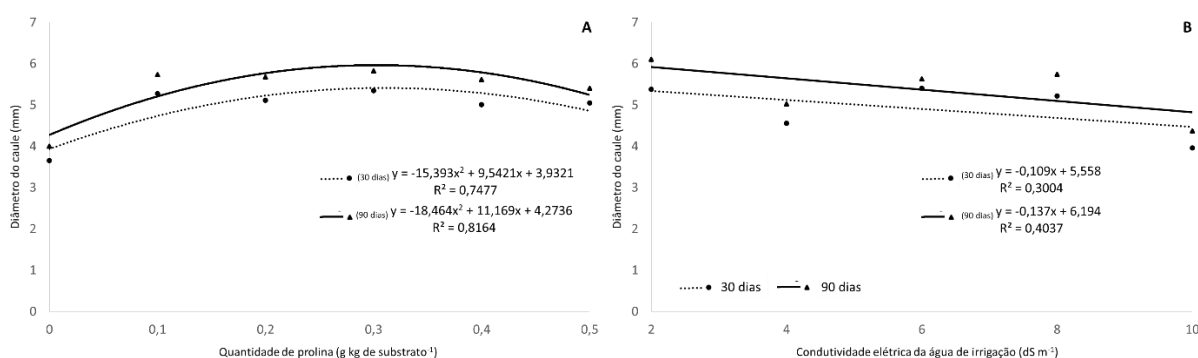 A
Diâmetro do caule (mm)
7
6
5
4
3
2
1
0
(30 dias) y = -15,393x² + 9,5421x + 3,9321
R² = 0,7477
(90 dias) y = -18,464x² + 11,169x + 4,2736
R² = 0,8164
0 0,1 0,2 0,3 0,4 0,5
Quantidade de prolina (g kg de substrato⁻¹)
B
Diâmetro do caule (mm)
7
6
5
4
3
2
1
0
(30 dias) y = -0,109x + 5,558
R² = 0,3004
(90 dias) y = -0,137x + 6,194
R² = 0,4037
30 dias 90 dias
2 4 6 8 10
Condutividade elétrica da água de irrigação (dS m⁻¹)